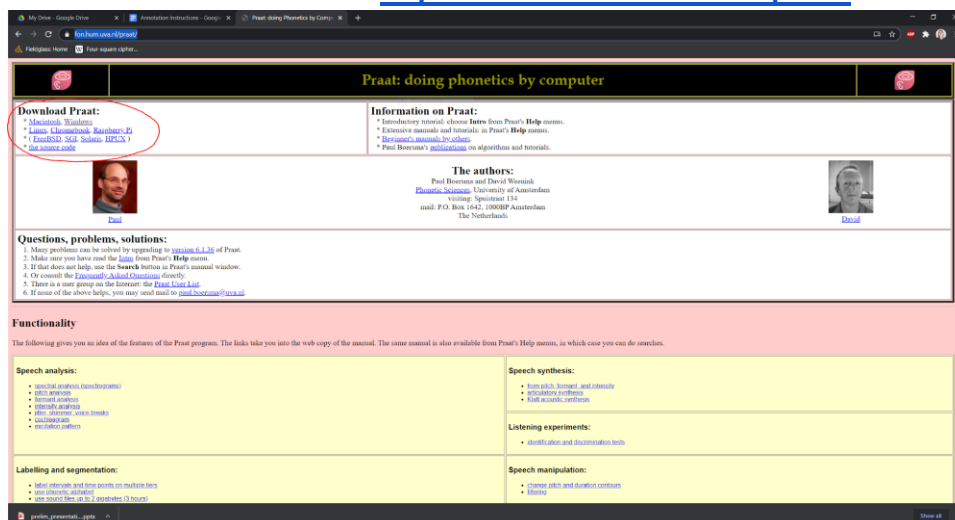 My Drive - Google Drive
Annotation Instructions - Googl
Praat: doing Phonetics by Comp
fon.hum.uva.nl/praat/
Fieldglass Home
Four-square cipher...
Praat: doing phonetics by computer
Download Praat:
* Macintosh, Windows
* Linux, Chromebook, Raspberry Pi
* ( FreeBSD, SGI, Solaris, HPUX )
* the source code
Information on Praat:
* Introductory tutorial: choose Intro from Praat's Help menu.
* Extensive manuals and tutorials: in Praat's Help menus.
* Beginner's manuals by others.
* Paul Boersma's publications on algorithms and tutorials.
Paul
The authors:
Paul Boersma and David Weenink
Phonetic Sciences, University of Amsterdam
visiting: Spuistraat 134
mail: P.O. Box 1642, 1000BP Amsterdam
The Netherlands
David
Questions, problems, solutions:
1. Many problems can be solved by upgrading to version 6.1.36 of Praat.
2. Make sure you have read the Intro from Praat's Help menu.
3. If that does not help, use the Search button in Praat's manual window.
4. Or consult the Frequently Asked Questions directly.
5. There is a user group on the Internet: the Praat User List.
6. If none of the above helps, you may send mail to paul.boersma@uva.nl.
Functionality
The following gives you an idea of the features of the Praat program. The links take you into the web copy of the manual. The same manual is also available from Praat's Help menus, in which case you can do searches.
Speech analysis:
• spectral analysis (spectrograms)
• pitch analysis
• formant analysis
• intensity analysis
• jitter, shimmer, voice breaks
• cochleagram
• excitation pattern
Speech synthesis:
• from pitch, formant, and intensity
• articulatory synthesis
• Klatt acoustic synthesis
Listening experiments:
• identification and discrimination tests
Labelling and segmentation:
• label intervals and time points on multiple tiers
• use phonetic alphabet
• use sound files up to 2 gigabytes (3 hours)
Speech manipulation:
• change pitch and duration contours
• filtering
prelim_presentati....pptx
Show all